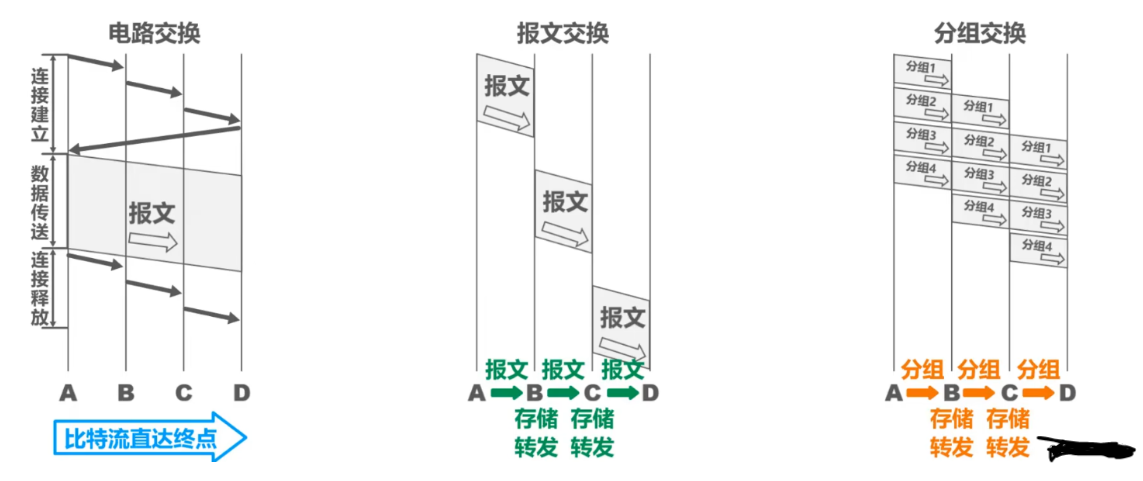 电路交换
连接建立
数据传送
报文
连接释放
A B C D
比特流直达终点
报文交换
报文
报文
报文
报文 报文 报文
A B C D
存储 存储
转发 转发
分组交换
分组1
分组2 分组1
分组3 分组2 分组1
分组4 分组3 分组2
分组4 分组3
分组4
分组 分组 分组
A B C D
存储 存储
转发 转发